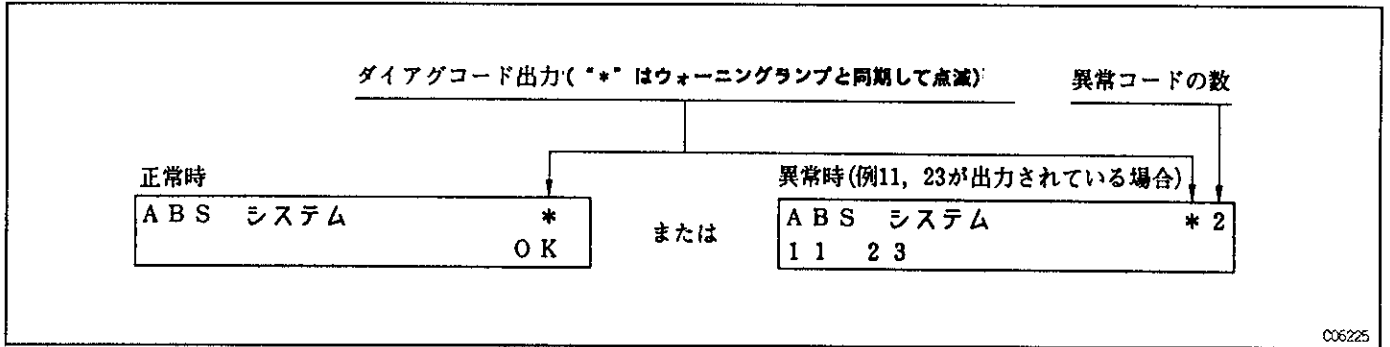 ダイアグコード出力(“*”はウォーニングランプと同期して点滅)
異常コードの数
正常時
ABS システム *
OK
または
異常時(例11, 23が出力されている場合)
ABS システム *2
11 23
C06225